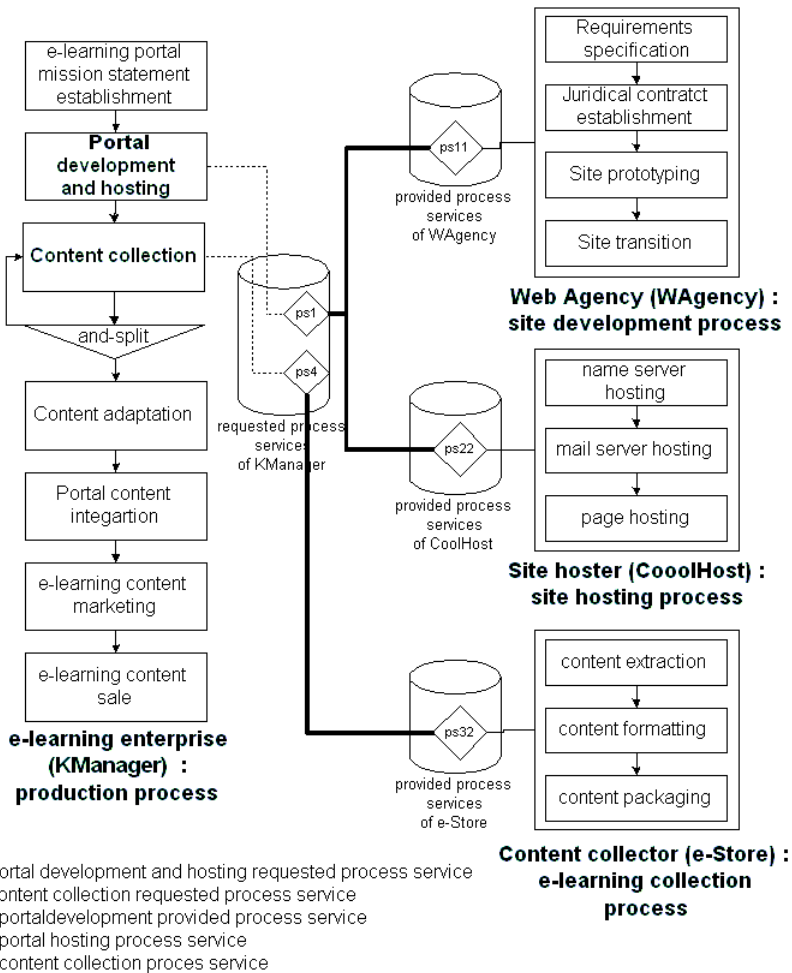 e-learning portal
mission statement
establishment
Portal
development
and hosting
Content collection
and-split
Content adaptation
Portal content
integartion
e-learning content
marketing
e-learning content
sale
e-learning enterprise
(KManager) :
production process
ps1
ps4
requested process
services
of KManager
ps11
provided process
services
of WAgency
Requirements
specification
Juridical contratct
establishment
Site prototyping
Site transition
Web Agency (WAgency) :
site development process
ps22
provided process
services
of CoolHost
name server
hosting
mail server hosting
page hosting
Site hoster (CooolHost) :
site hosting process
ps32
provided process
services
of e-Store
content extraction
content formatting
content packaging
Content collector (e-Store) :
e-learning collection
process
ortal development and hosting requested process service
ontent collection requested process service
portaldevelopment provided process service
portal hosting process service
content collection proces service